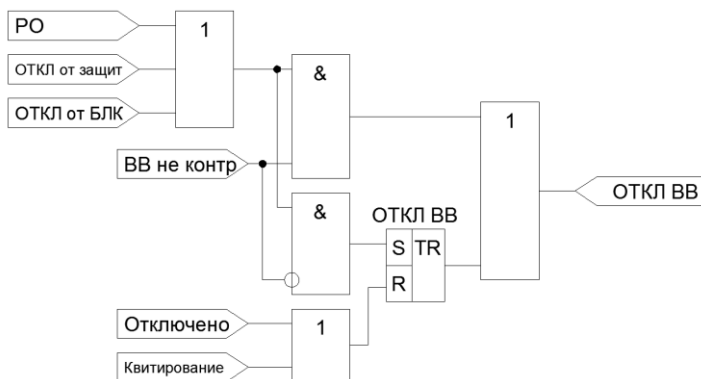 РО
1
ОТКЛ от защит
&
ОТКЛ от БЛК
1
ВВ не контр
ОТКЛ ВВ
&
ОТКЛ ВВ
S TR
R
Отключено
1
Квитирование